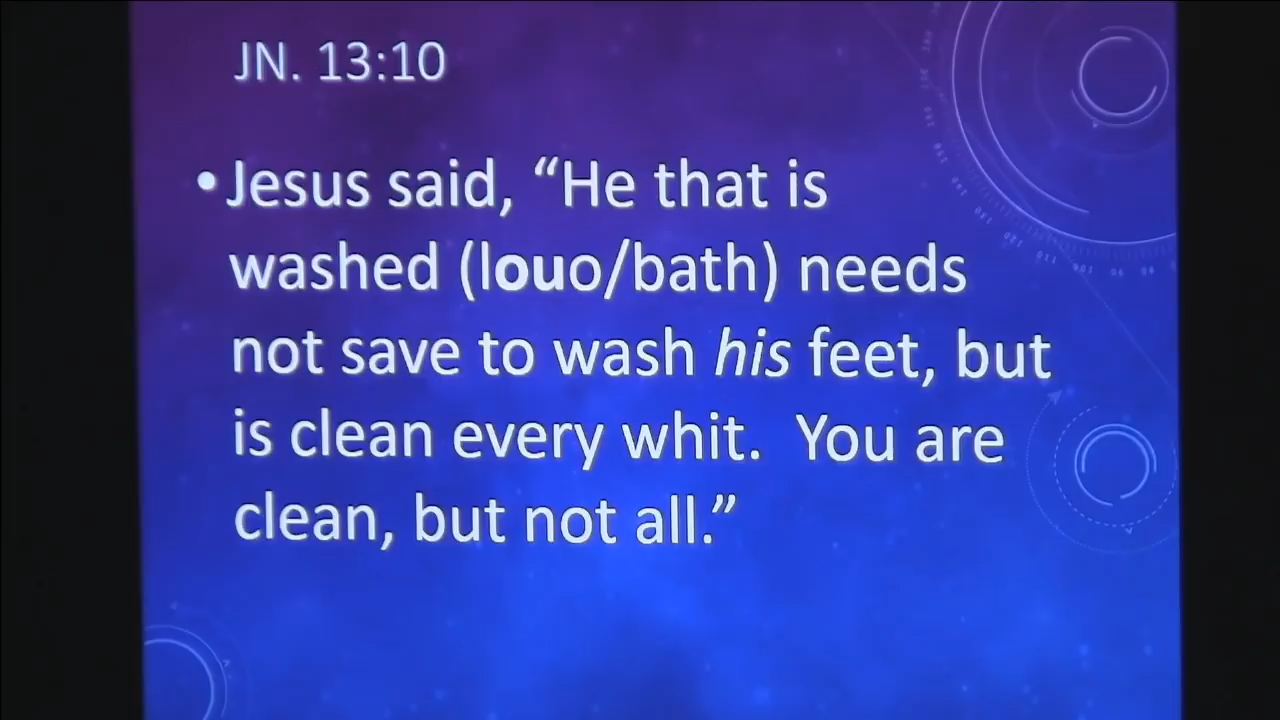 JN. 13:10
•Jesus said, “He that is
washed (louo/bath) needs
not save to wash his feet, but
is clean every whit.  You are
clean, but not all.”